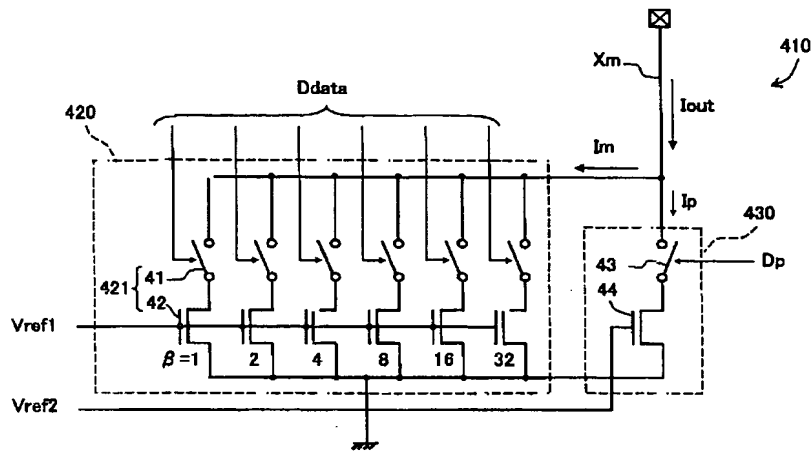 410
Xm
Ddata
Iout
420
Im
Ip
430
41
43
Dp
421
42
44
Vref1
β=1 2 4 8 16 32
Vref2